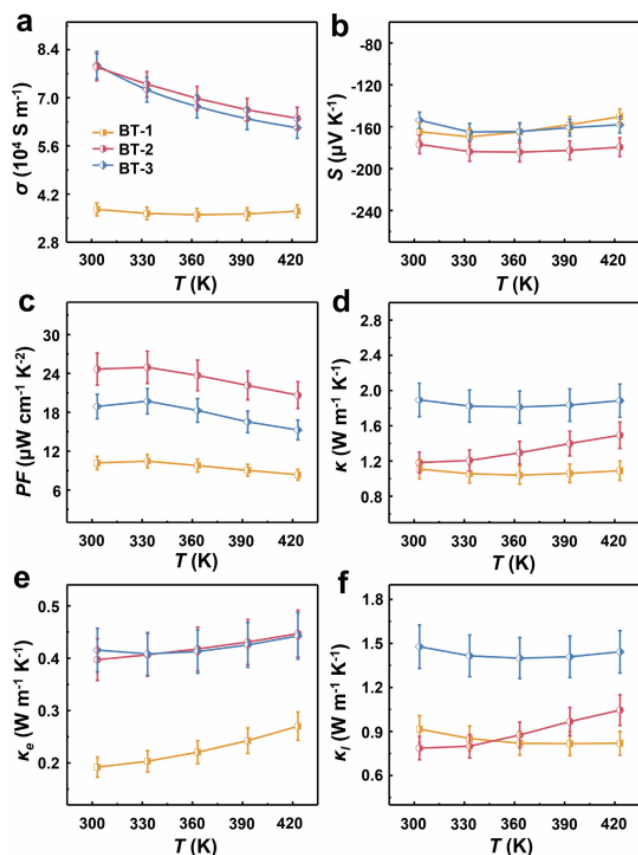 a
b
8.4
7.0
5.6
4.2
2.8
σ (10⁴ S m⁻¹)
BT-1
BT-2
BT-3
300 330 360 390 420
T (K)
-80
-120
-160
-200
-240
S (μV K⁻¹)
300 330 360 390 420
T (K)
c
d
30
24
18
12
6
PF (μW cm⁻¹ K⁻²)
300 330 360 390 420
T (K)
2.8
2.4
2.0
1.6
1.2
0.8
κ (W m⁻¹ K⁻¹)
300 330 360 390 420
T (K)
e
f
0.5
0.4
0.3
0.2
κₑ (W m⁻¹ K⁻¹)
300 330 360 390 420
T (K)
1.8
1.5
1.2
0.9
0.6
κₗ (W m⁻¹ K⁻¹)
300 330 360 390 420
T (K)